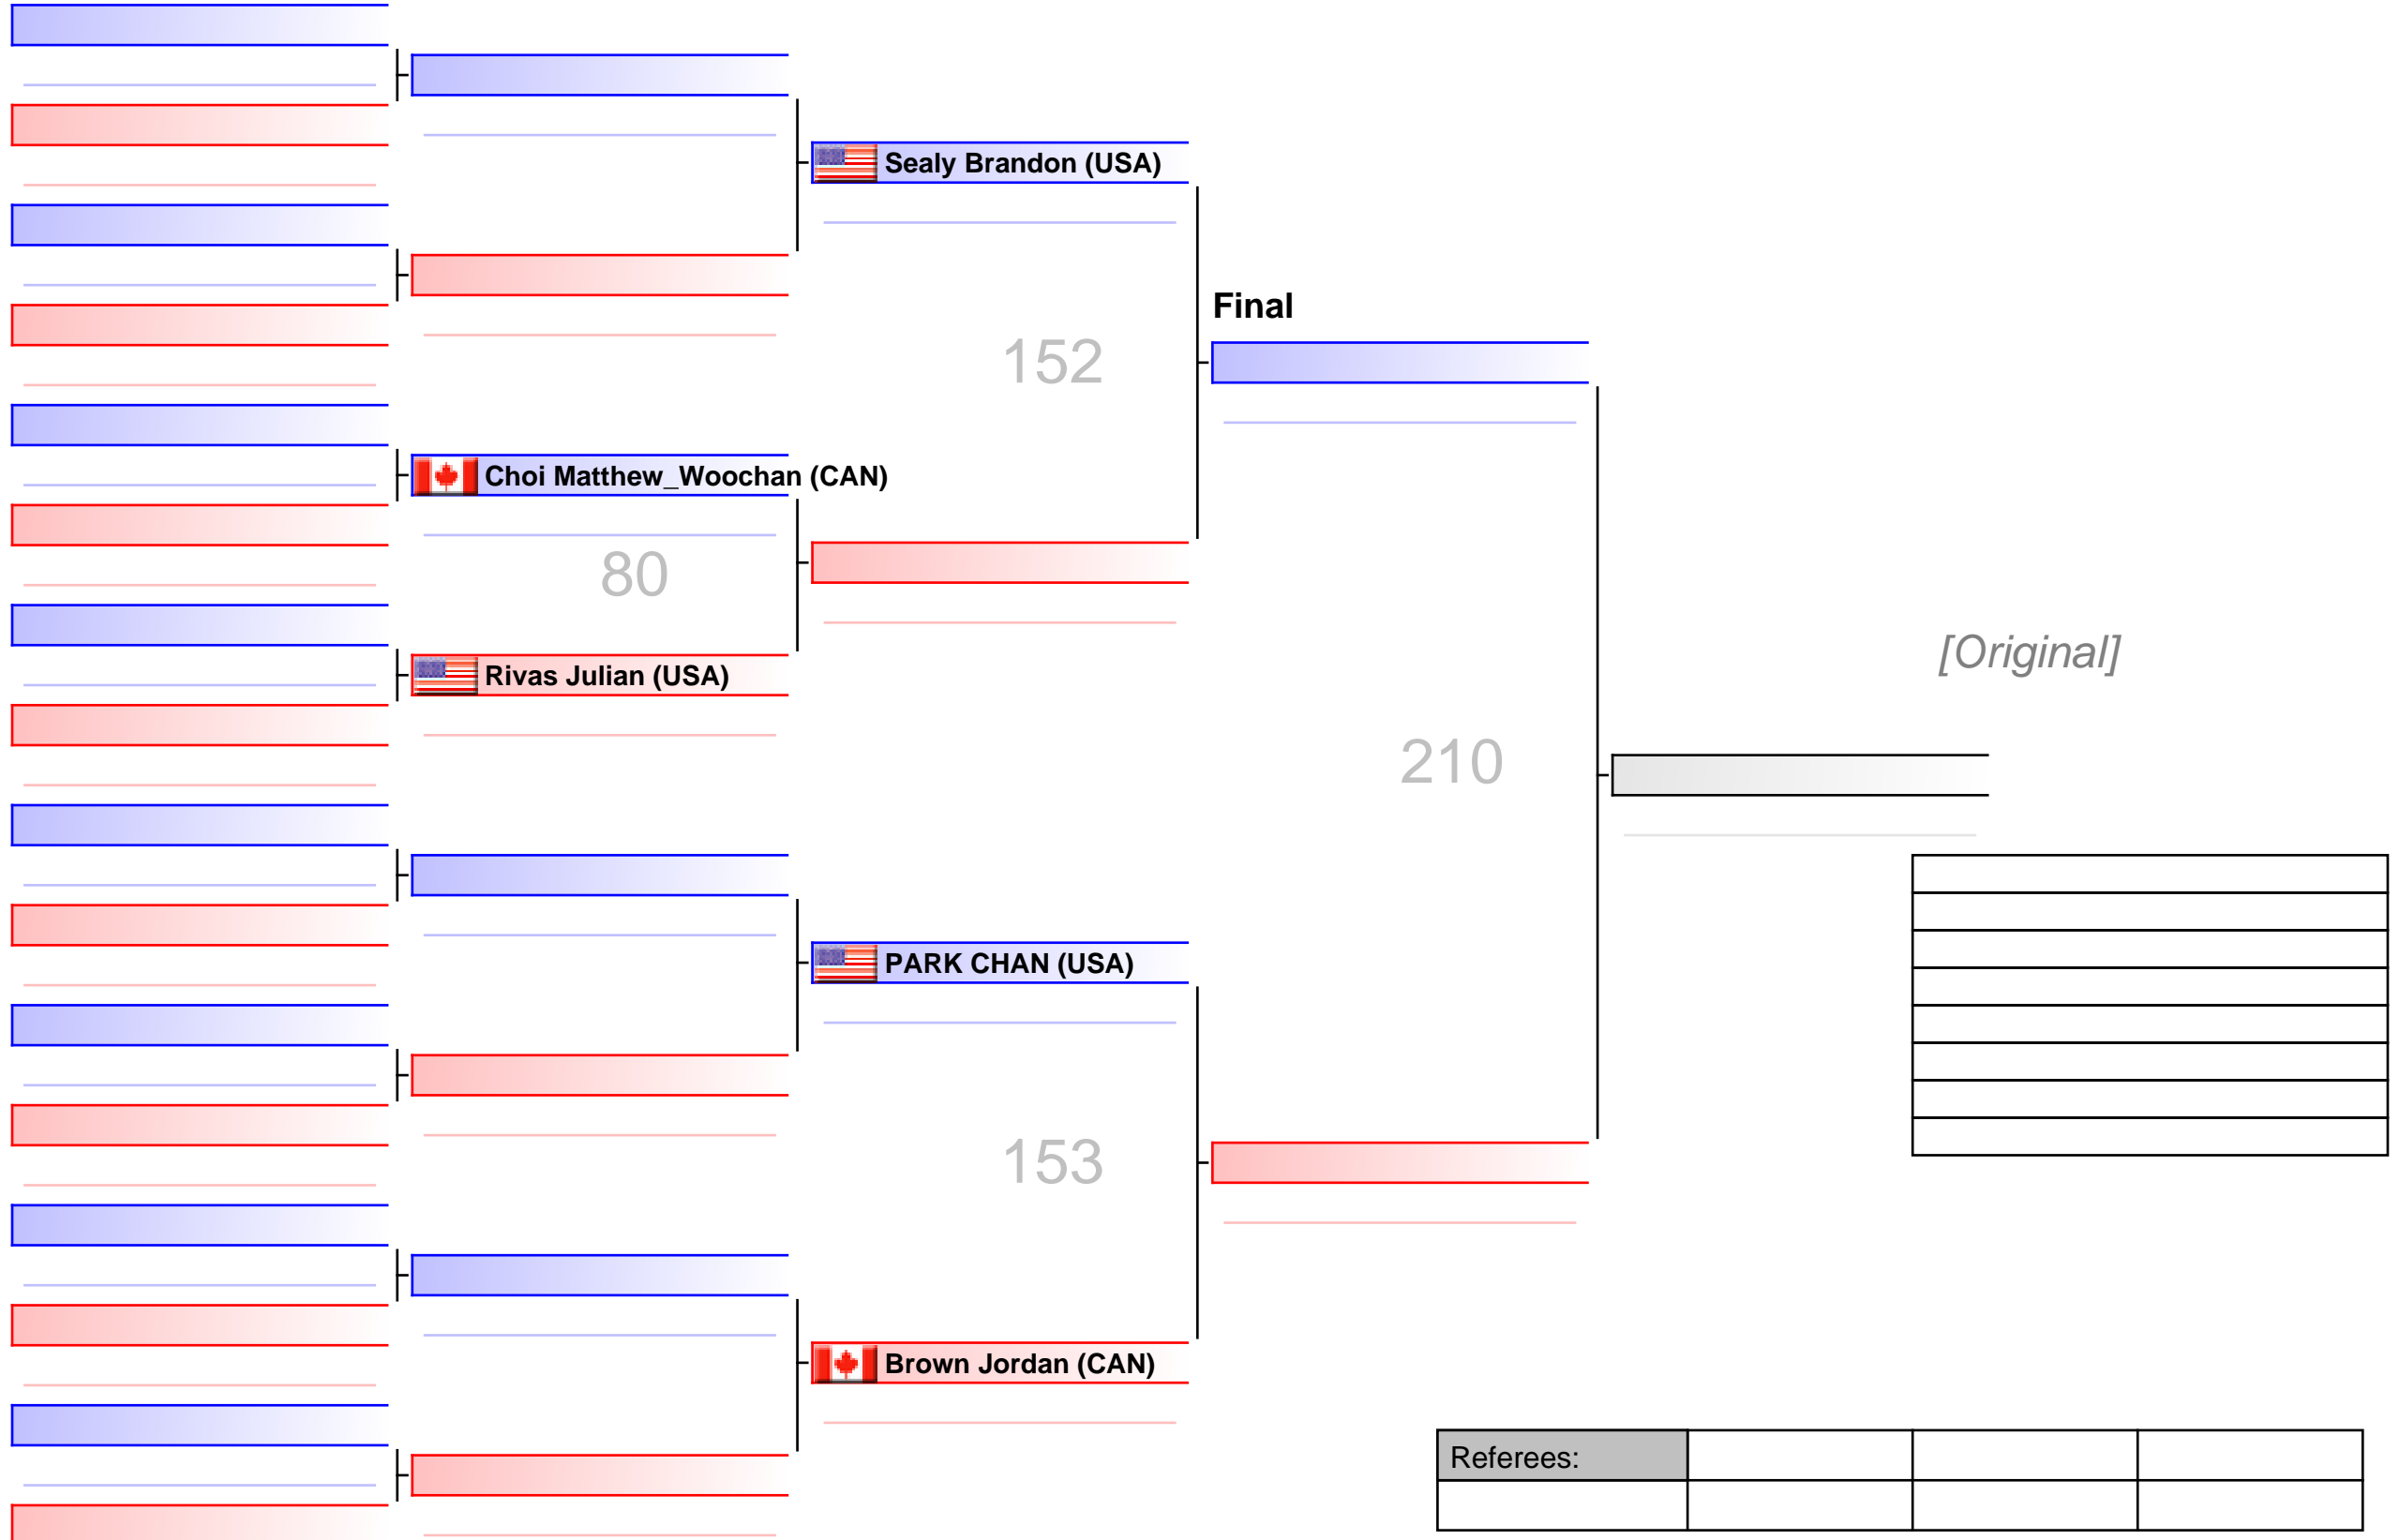 Sealy Brandon (USA)
Final
152
Choi Matthew_Woochan (CAN)
80
[Original]
Rivas Julian (USA)
210
PARK CHAN (USA)
153
Brown Jordan (CAN)
Referees: